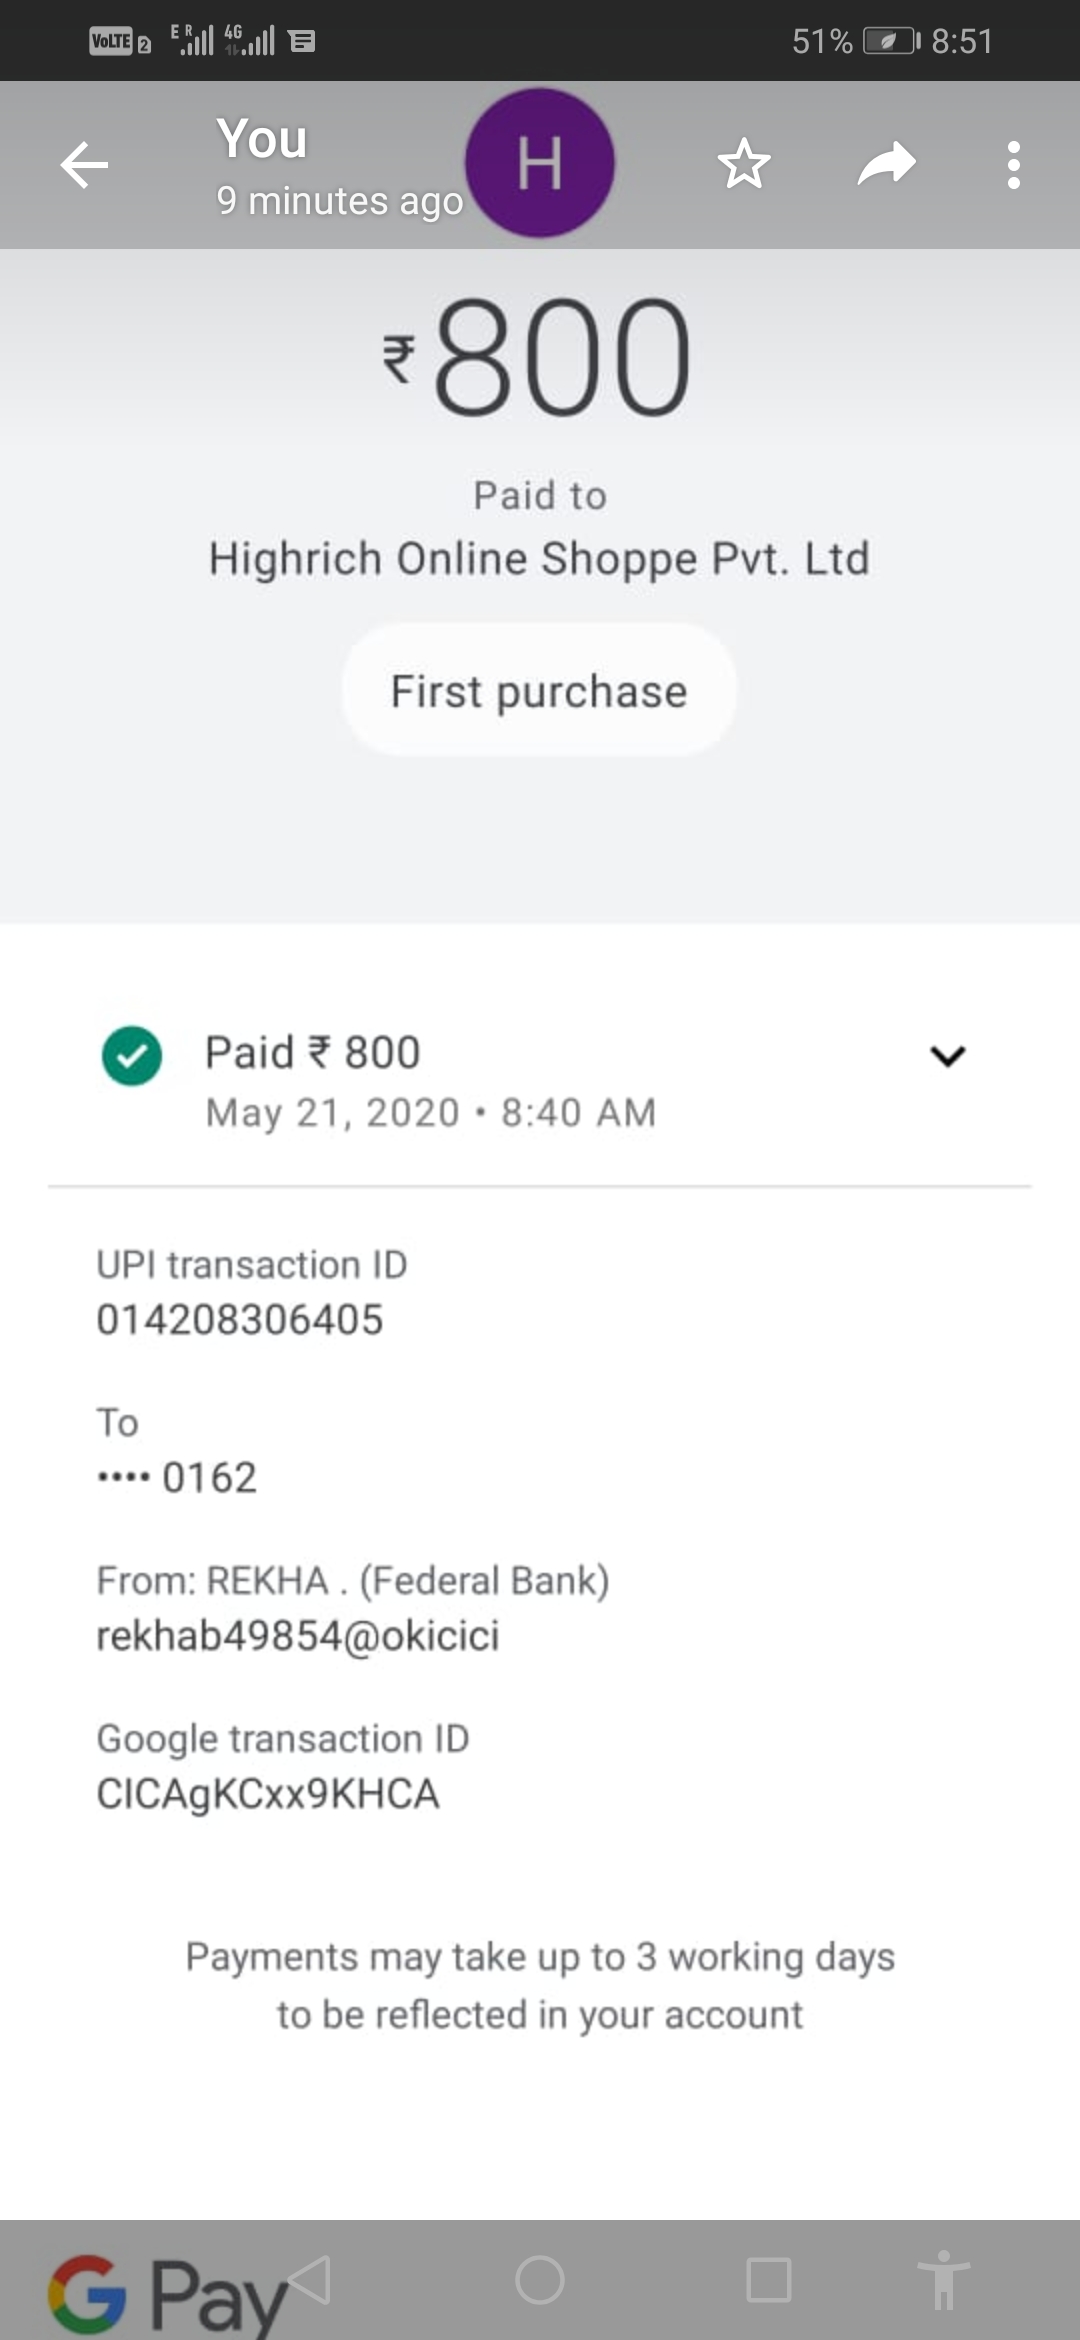 VoLTE 2 E R 4G 51% 8:51
You
9 minutes ago
H
₹800
Paid to
Highrich Online Shoppe Pvt. Ltd
First purchase
Paid ₹ 800
May 21, 2020 • 8:40 AM
UPI transaction ID
014208306405
To
•••• 0162
From: REKHA . (Federal Bank)
rekhab49854@okicici
Google transaction ID
CICAgKCxx9KHCA
Payments may take up to 3 working days
to be reflected in your account
G Pay